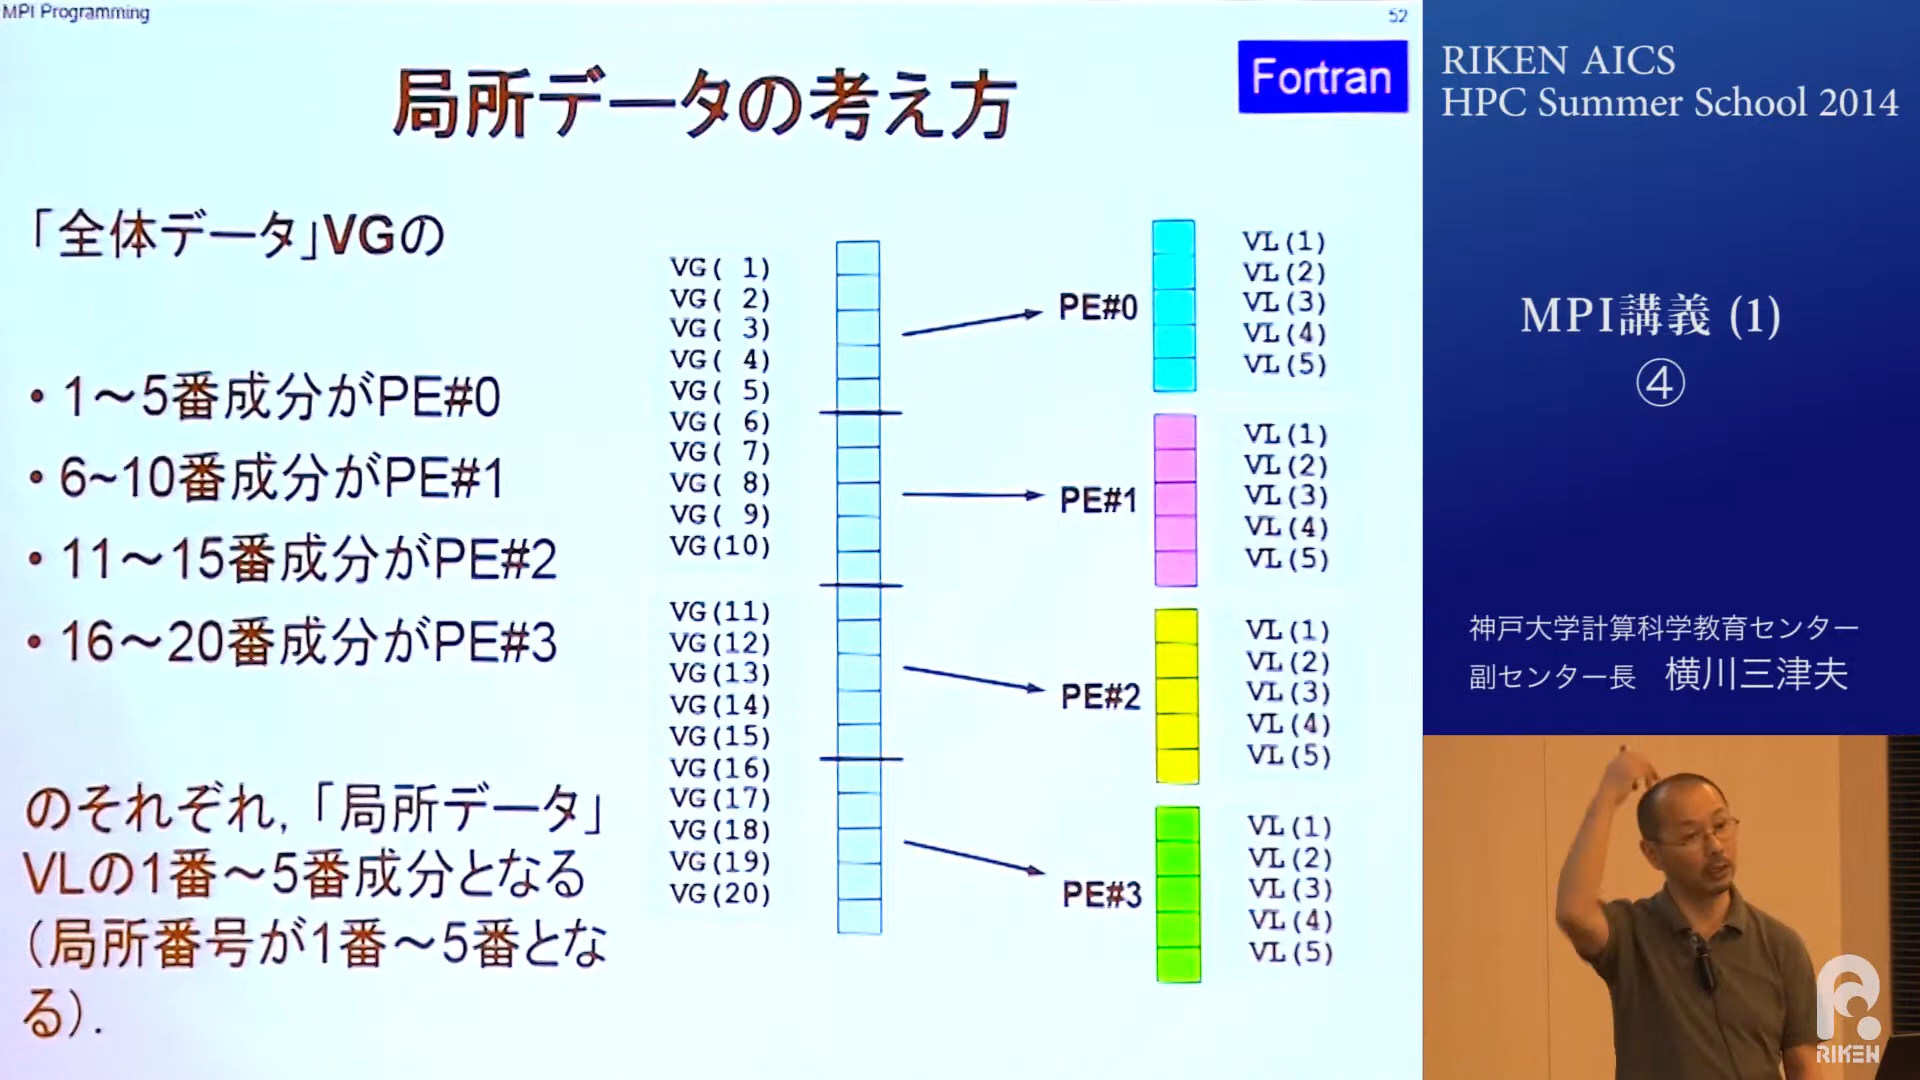 MPI Programming
52
局所データの考え方
Fortran
「全体データ」VGの
・1～5番成分がPE#0
・6~10番成分がPE#1
・11～15番成分がPE#2
・16～20番成分がPE#3
のそれぞれ,「局所データ」
VLの1番～5番成分となる
(局所番号が1番～5番とな
る).
VG( 1)
VG( 2)
VG( 3)
VG( 4)
VG( 5)
VG( 6)
VG( 7)
VG( 8)
VG( 9)
VG(10)
VG(11)
VG(12)
VG(13)
VG(14)
VG(15)
VG(16)
VG(17)
VG(18)
VG(19)
VG(20)
PE#0
VL(1)
VL(2)
VL(3)
VL(4)
VL(5)
PE#1
VL(1)
VL(2)
VL(3)
VL(4)
VL(5)
PE#2
VL(1)
VL(2)
VL(3)
VL(4)
VL(5)
PE#3
VL(1)
VL(2)
VL(3)
VL(4)
VL(5)
RIKEN AICS
HPC Summer School 2014
MPI講義 (1)
④
神戸大学計算科学教育センター
副センター長 横川三津夫
RIKEN